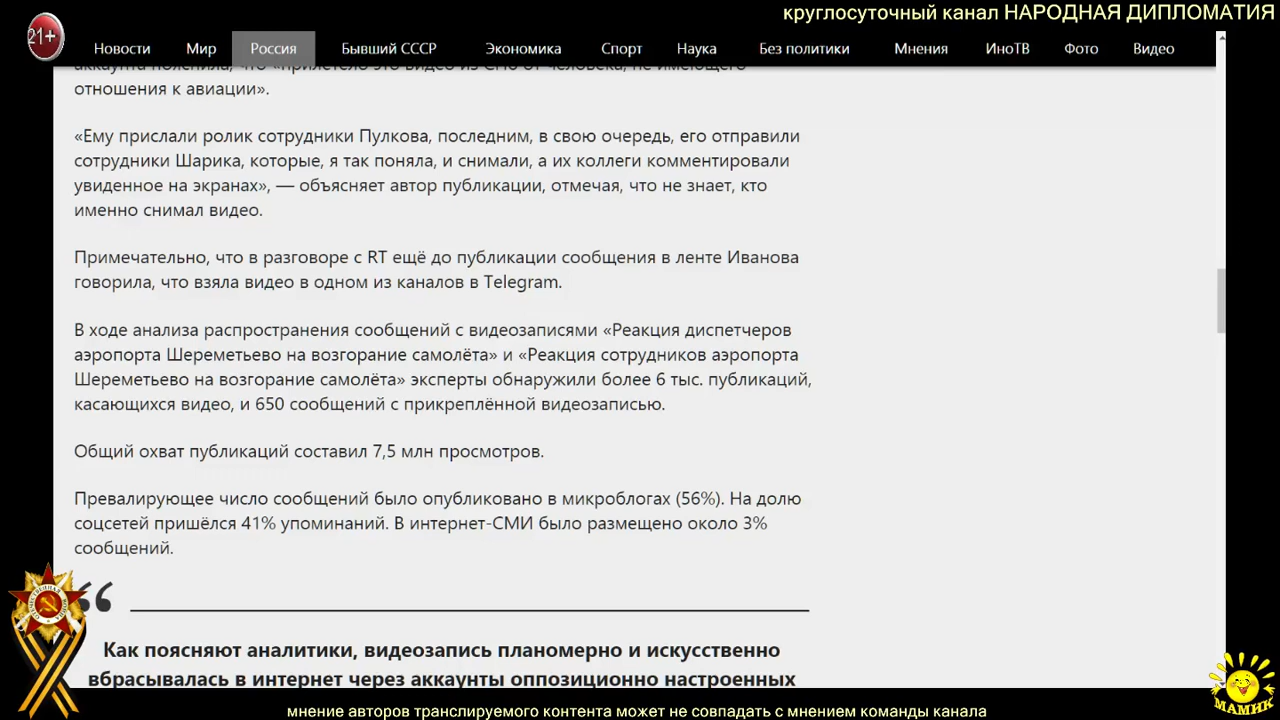 круглосуточный канал НАРОДНАЯ ДИПЛОМАТИЯ
21+
Новости Мир Россия Бывший СССР Экономика Спорт Наука Без политики Мнения ИноТВ Фото Видео
аккаунта пояснила, что «прилетело это видео из СПб от человека, не имеющего
отношения к авиации».
«Ему прислали ролик сотрудники Пулкова, последним, в свою очередь, его отправили
сотрудники Шарика, которые, я так поняла, и снимали, а их коллеги комментировали
увиденное на экранах», — объясняет автор публикации, отмечая, что не знает, кто
именно снимал видео.
Примечательно, что в разговоре с RT ещё до публикации сообщения в ленте Иванова
говорила, что взяла видео в одном из каналов в Telegram.
В ходе анализа распространения сообщений с видеозаписями «Реакция диспетчеров
аэропорта Шереметьево на возгорание самолёта» и «Реакция сотрудников аэропорта
Шереметьево на возгорание самолёта» эксперты обнаружили более 6 тыс. публикаций,
касающихся видео, и 650 сообщений с прикреплённой видеозаписью.
Общий охват публикаций составил 7,5 млн просмотров.
Превалирующее число сообщений было опубликовано в микроблогах (56%). На долю
соцсетей пришёлся 41% упоминаний. В интернет-СМИ было размещено около 3%
сообщений.
“
Как поясняют аналитики, видеозапись планомерно и искусственно
вбрасывалась в интернет через аккаунты оппозиционно настроенных
ОТЕЧЕСТВЕННАЯ ВОЙНА
МАМИК
мнение авторов транслируемого контента может не совпадать с мнением команды канала